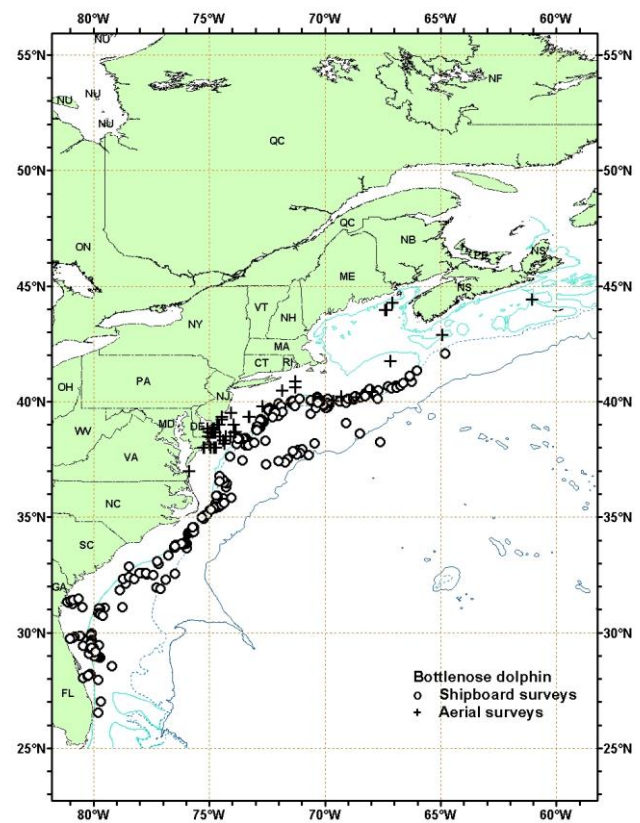 80°W 75°W 70°W 65°W 60°W
55°N 55°N
NU
NU
NU
NU
NF
QC
50°N 50°N
QC
NB
ON
PE
NS
ME
45°N 45°N
NS
VT
NH
NY
MA
CT RI
PA
OH
NJ
40°N 40°N
MD DE
WV
VA
NC
35°N 35°N
SC
GA
30°N 30°N
FL
Bottlenose dolphin
Shipboard surveys
Aerial surveys
25°N 25°N
80°W 75°W 70°W 65°W 60°W